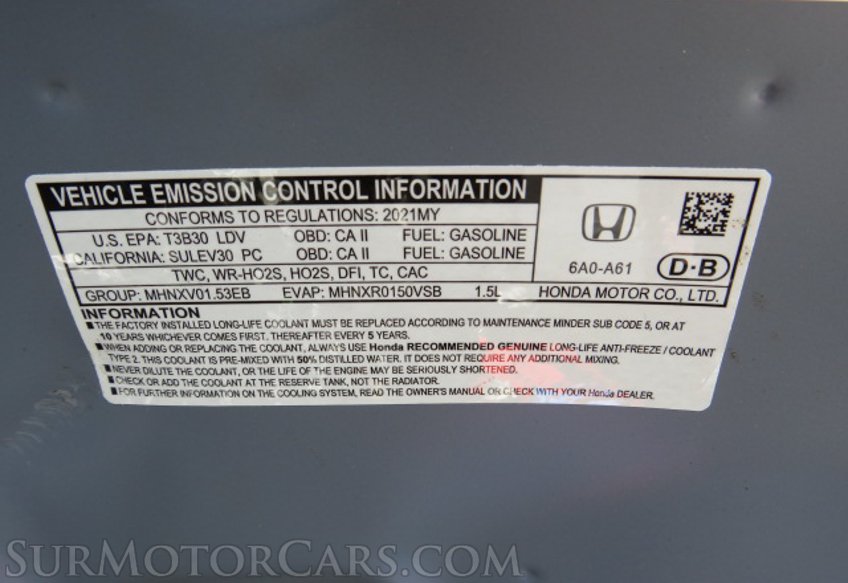 VEHICLE EMISSION CONTROL INFORMATION
CONFORMS TO REGULATIONS: 2021MY
U.S. EPA: T3B30 LDV OBD: CA II FUEL: GASOLINE
CALIFORNIA: SULEV30 PC OBD: CA II FUEL: GASOLINE
TWC, WR-HO2S, HO2S, DFI, TC, CAC
6A0-A61 D-B
GROUP: MHNXV01.53EB EVAP: MHNXR0150VSB 1.5L HONDA MOTOR CO., LTD.
INFORMATION
■THE FACTORY INSTALLED LONG-LIFE COOLANT MUST BE REPLACED ACCORDING TO MAINTENANCE MINDER SUB CODE 5, OR AT
10 YEARS WHICHEVER COMES FIRST. THEREAFTER EVERY 5 YEARS.
■WHEN ADDING OR REPLACING COOLANT, ALWAYS USE Honda RECOMMENDED GENUINE LONG-LIFE ANTI-FREEZE / COOLANT
TYPE 2. THIS COOLANT IS PRE-MIXED WITH 50% DISTILLED WATER. IT DOES NOT REQUIRE ANY ADDITIONAL MIXING.
■NEVER DILUTE THE COOLANT, OR THE LIFE OF THE ENGINE MAY BE SERIOUSLY SHORTENED.
■CHECK OR ADD THE COOLANT AT THE RESERVE TANK, NOT THE RADIATOR.
■FOR FURTHER INFORMATION ON THE COOLING SYSTEM, READ THE OWNER'S MANUAL OR CHECK WITH YOUR Honda DEALER.
SURMOTORCARS.COM